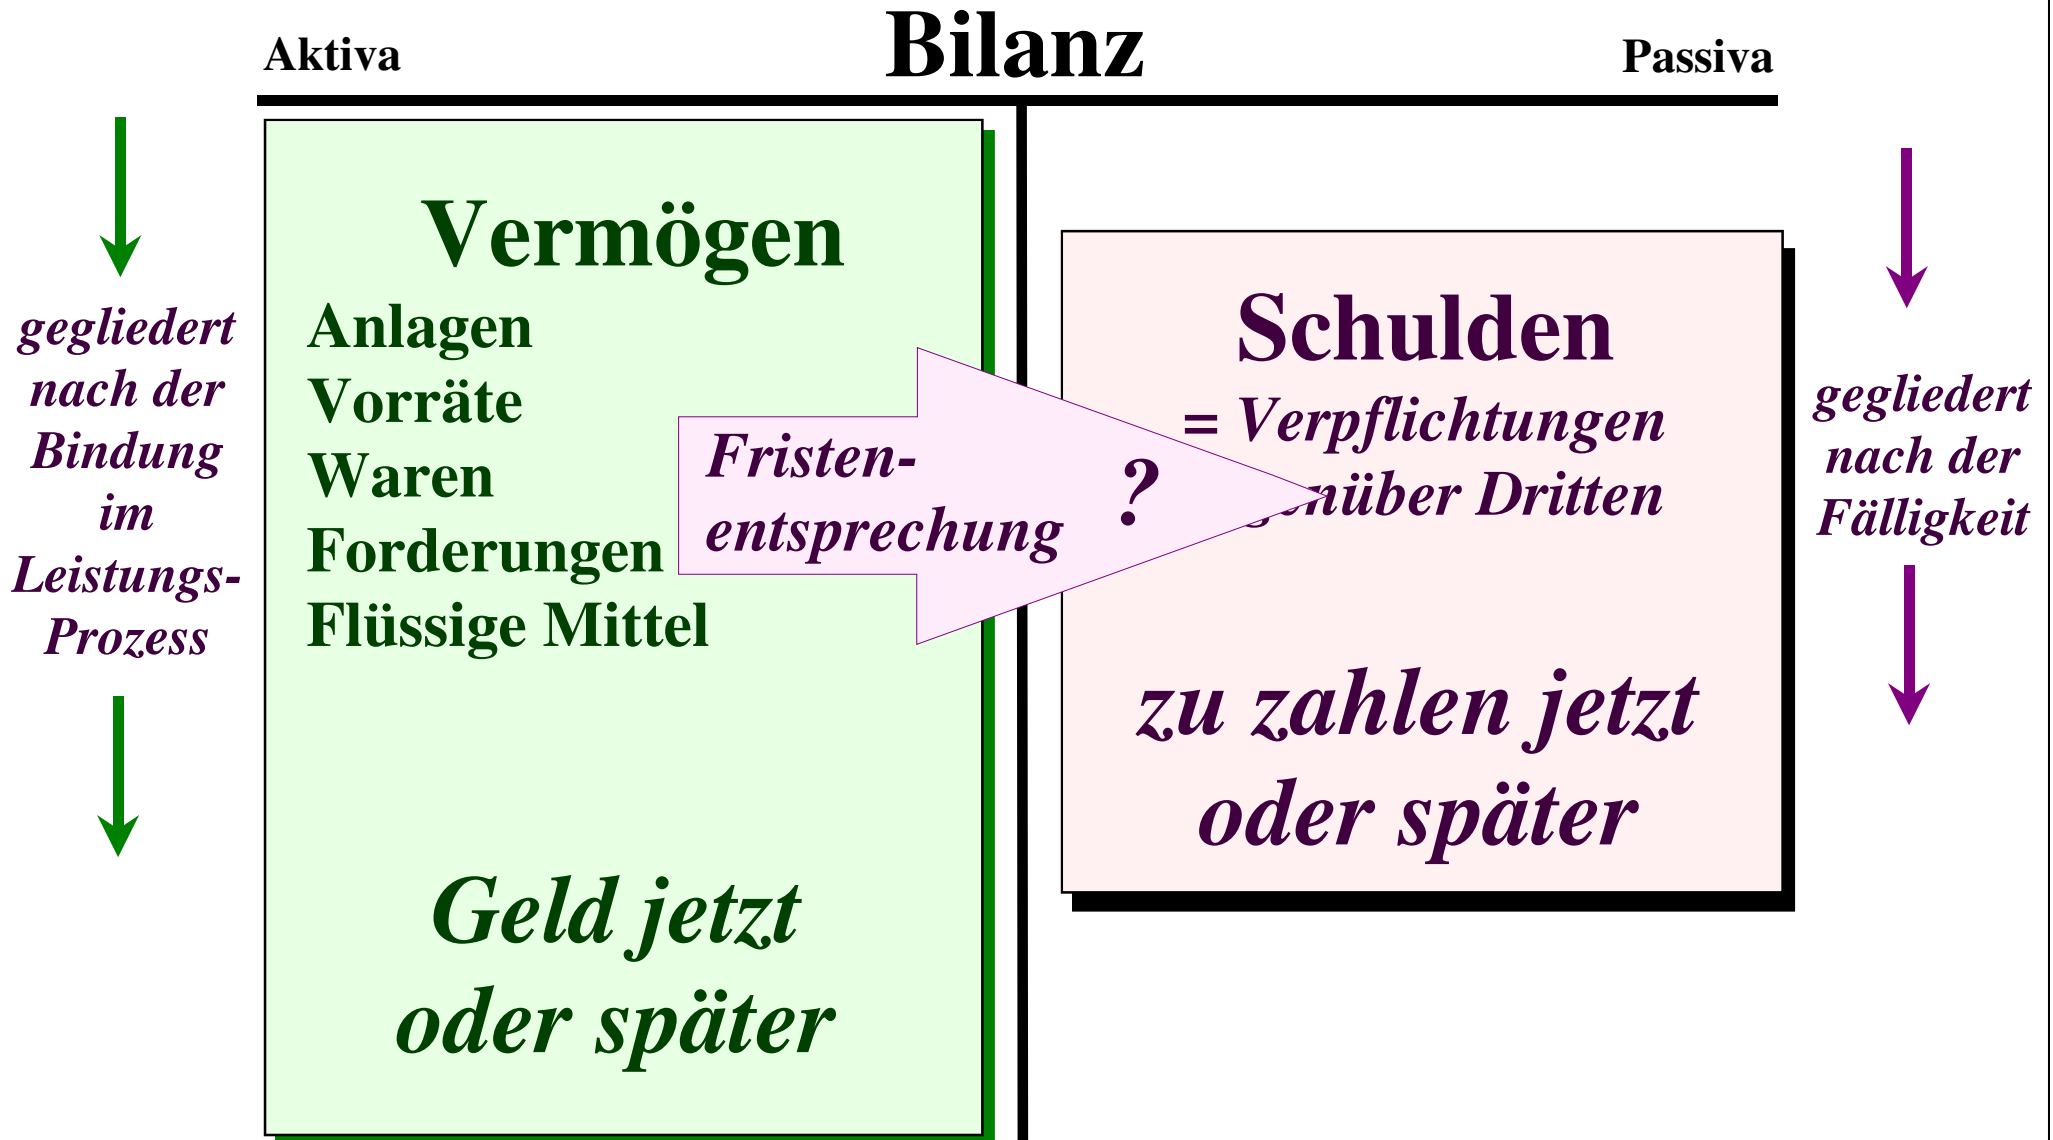 Bilanz
Aktiva
Passiva
gegliedert
nach der
Bindung
im
Leistungs-
Prozess
Vermögen
Anlagen
Vorräte
Waren
Forderungen
Flüssige Mittel
Geld jetzt
oder später
Fristen-
entsprechung
?
Schulden
= Verpflichtungen
Dritten
zu zahlen jetzt
oder später
gegliedert
nach der
Fälligkeit